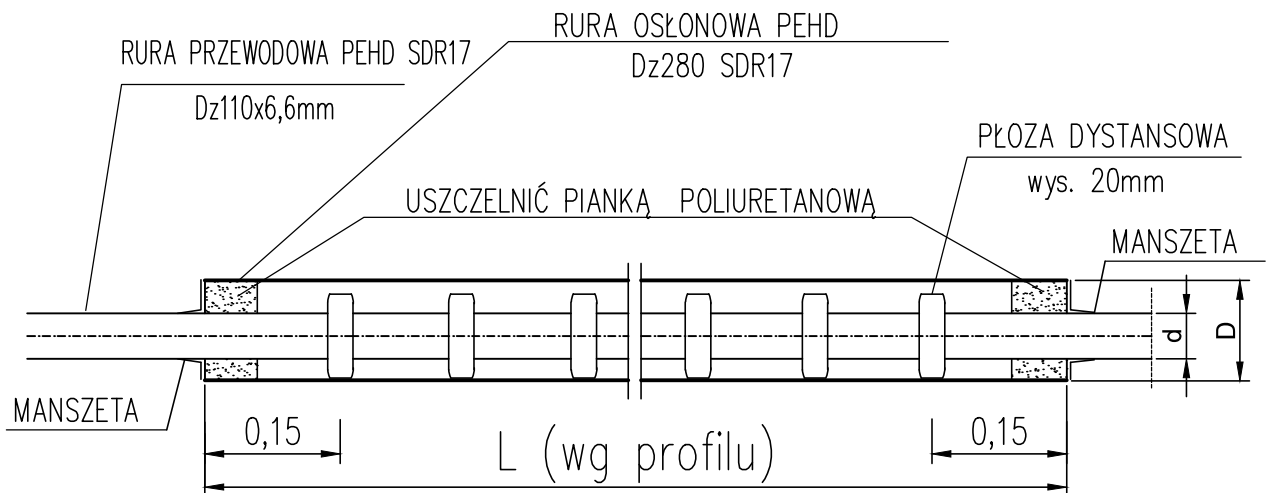 RURA OSŁONOWA PEHD
Dz280 SDR17
RURA PRZEWODOWA PEHD SDR17
Dz110x6,6mm
PŁOZA DYSTANSOWA
wys. 20mm
USZCZELNIĆ PIANKĄ POLIURETANOWĄ
MANSZETA
d
D
MANSZETA
0,15
L (wg profilu)
0,15